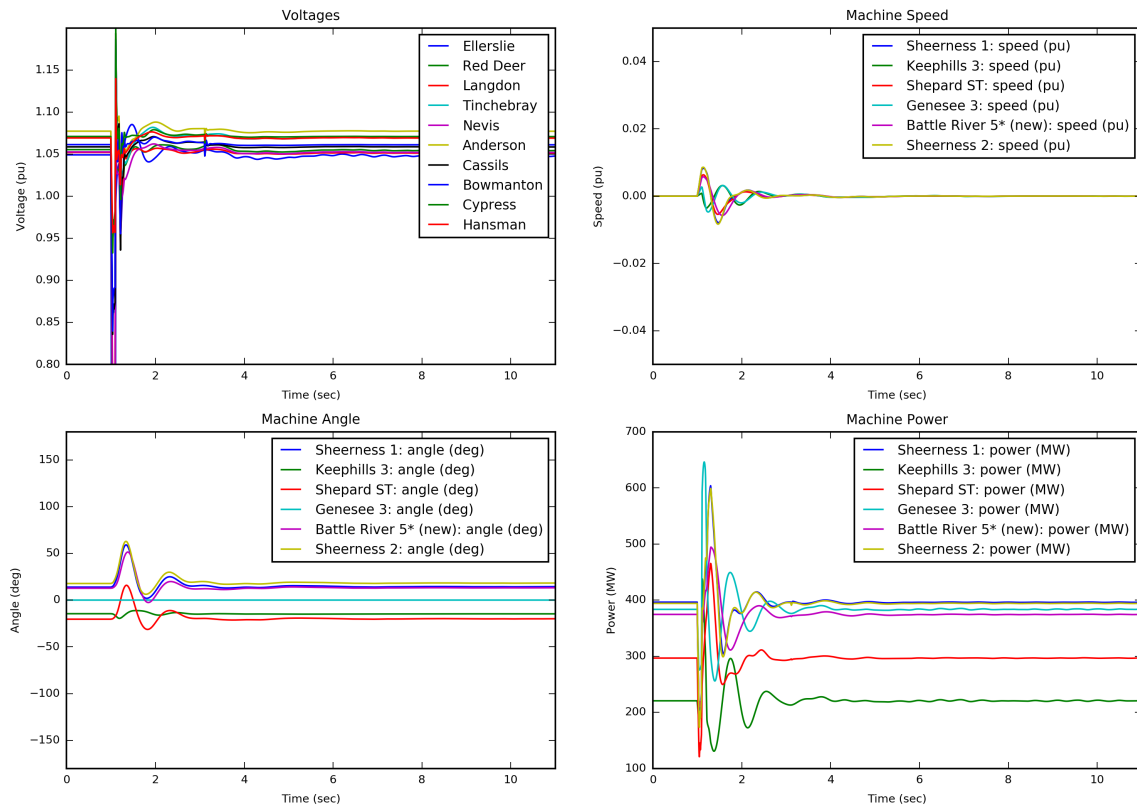 Voltages
1.15
1.10
1.05
1.00
0.95
0.90
0.85
0.80
Voltage (pu)
Ellerslie
Red Deer
Langdon
Tinchebray
Nevis
Anderson
Cassils
Bowmanton
Cypress
Hansman
0 2 4 6 8 10
Time (sec)
Machine Speed
0.04
0.02
0.00
−0.02
−0.04
Speed (pu)
Sheerness 1: speed (pu)
Keephills 3: speed (pu)
Shepard ST: speed (pu)
Genesee 3: speed (pu)
Battle River 5* (new): speed (pu)
Sheerness 2: speed (pu)
0 2 4 6 8 10
Time (sec)
Machine Angle
150
100
50
0
−50
−100
−150
Angle (deg)
Sheerness 1: angle (deg)
Keephills 3: angle (deg)
Shepard ST: angle (deg)
Genesee 3: angle (deg)
Battle River 5* (new): angle (deg)
Sheerness 2: angle (deg)
0 2 4 6 8 10
Time (sec)
Machine Power
700
600
500
400
300
200
100
Power (MW)
Sheerness 1: power (MW)
Keephills 3: power (MW)
Shepard ST: power (MW)
Genesee 3: power (MW)
Battle River 5* (new): power (MW)
Sheerness 2: power (MW)
0 2 4 6 8 10
Time (sec)